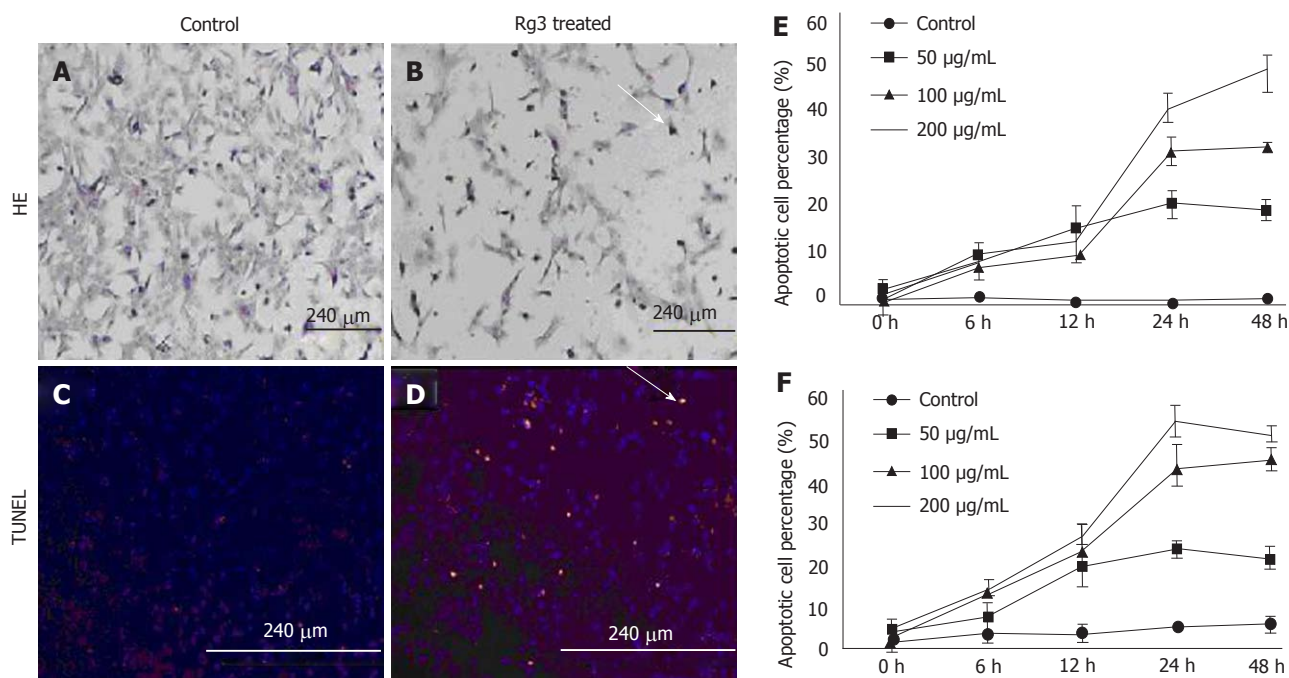 Control
Rg3 treated
HE
A
240 μm
B
240 μm
TUNEL
C
240 μm
D
240 μm
E
Apoptotic cell percentage (%)
60
50
40
30
20
10
0
Control
50 μg/mL
100 μg/mL
200 μg/mL
0 h
6 h
12 h
24 h
48 h
F
Apoptotic cell percentage (%)
60
50
40
30
20
10
0
Control
50 μg/mL
100 μg/mL
200 μg/mL
0 h
6 h
12 h
24 h
48 h